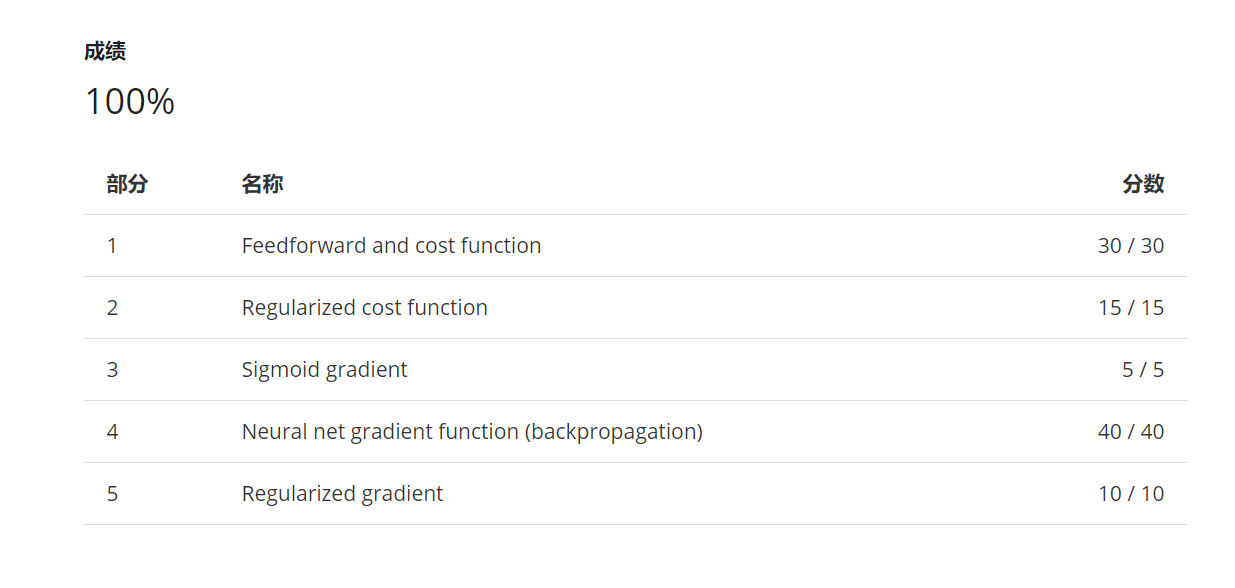 成绩
100%
部分 名称 分数
1 Feedforward and cost function 30 / 30
2 Regularized cost function 15 / 15
3 Sigmoid gradient 5 / 5
4 Neural net gradient function (backpropagation) 40 / 40
5 Regularized gradient 10 / 10